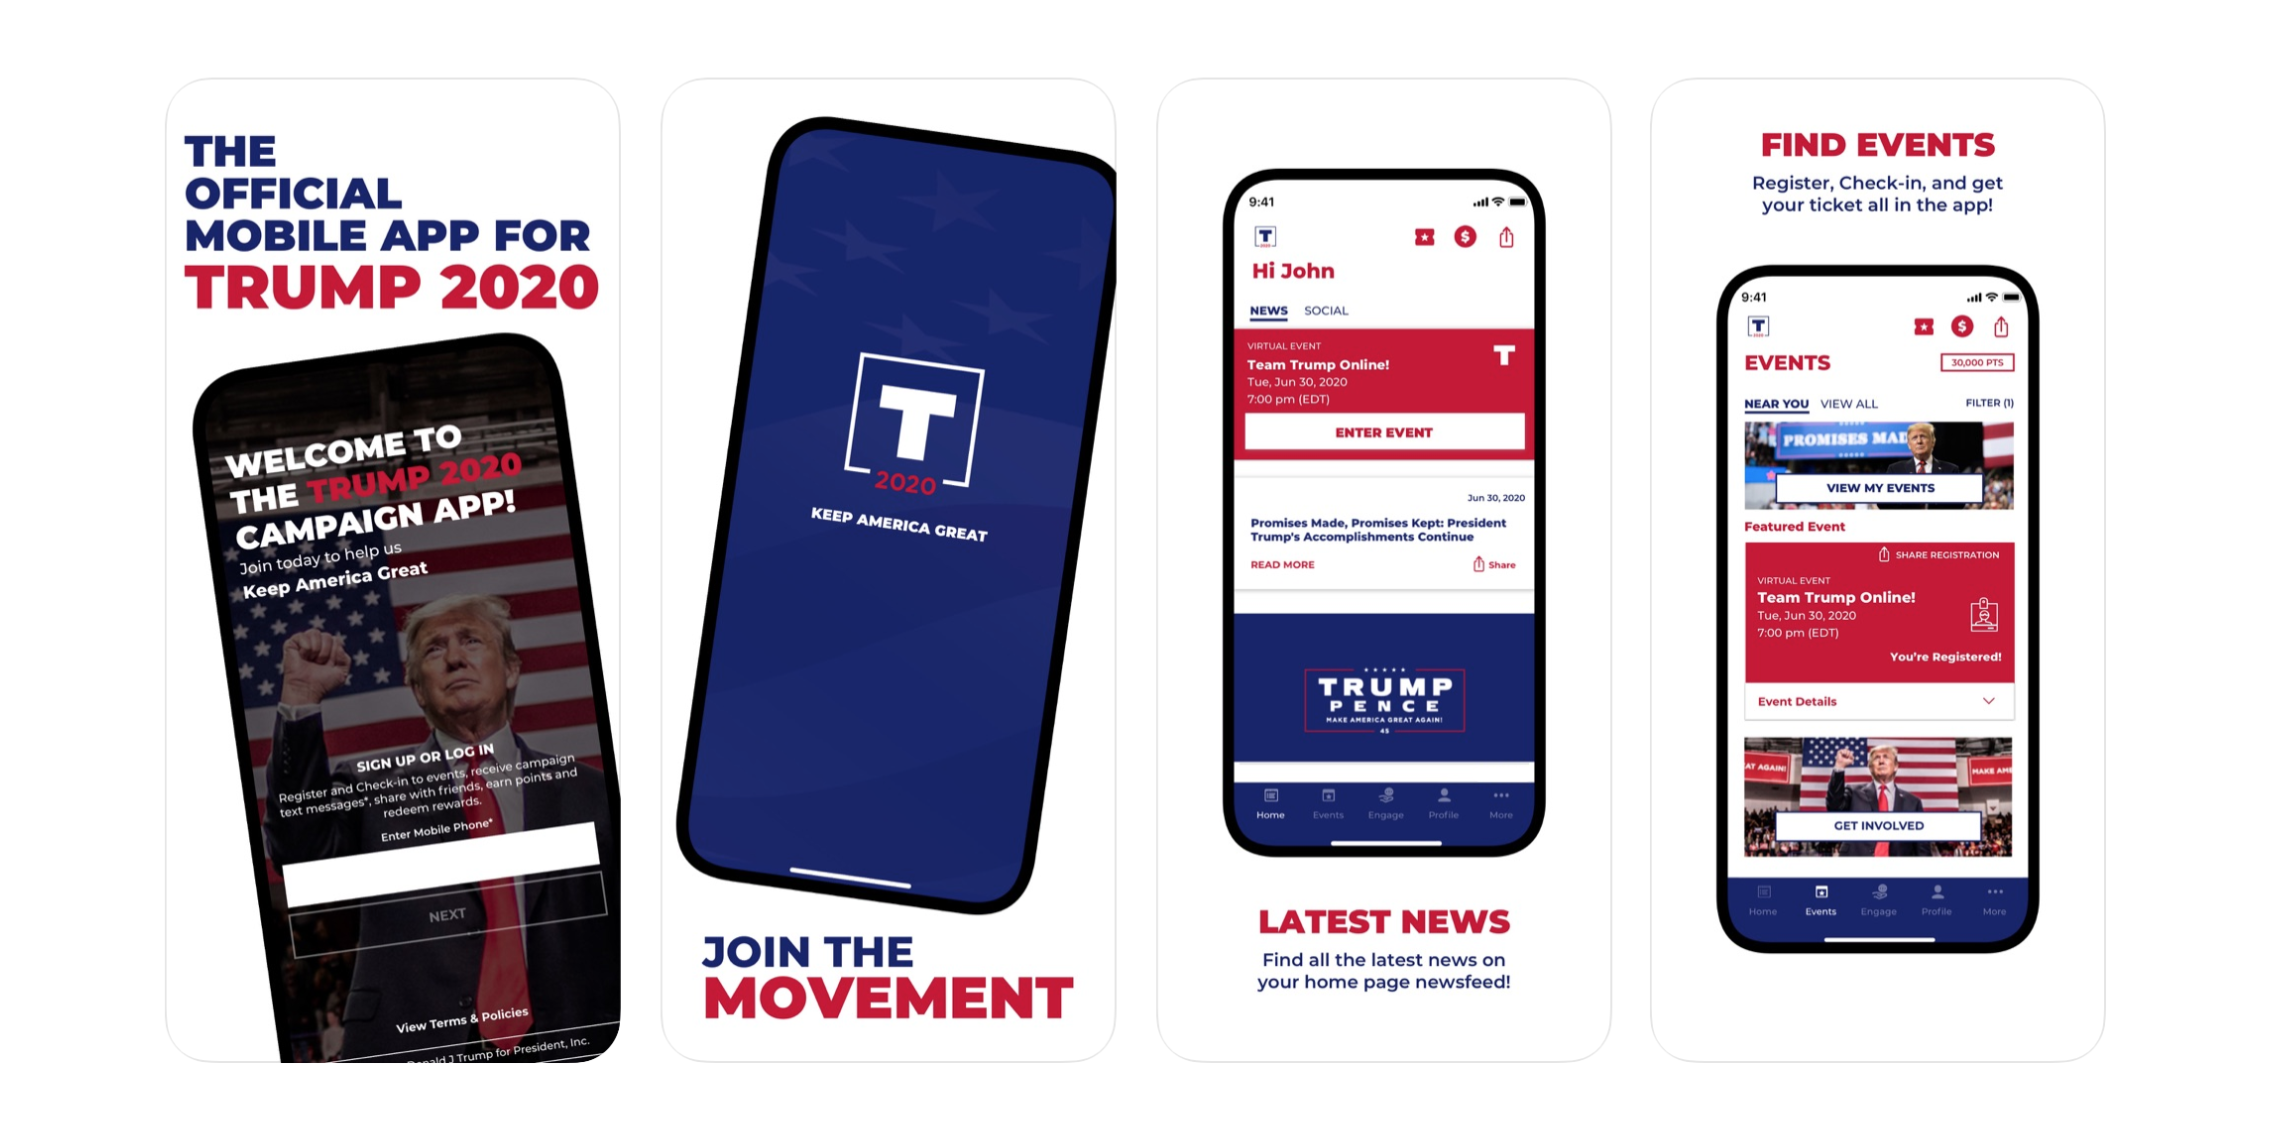 THE
OFFICIAL
MOBILE APP FOR
TRUMP 2020
WELCOME TO
THE TRUMP 2020
CAMPAIGN APP!
Join today to help us
Keep America Great
SIGN UP OR LOG IN
Register and Check-in to events, receive campaign
text messages*, share with friends, earn points and
redeem rewards.
Enter Mobile Phone*
NEXT
View Terms & Policies
Donald J Trump for President, Inc.
T
2020
KEEP AMERICA GREAT
JOIN THE
MOVEMENT
9:41
T
2020
Hi John
NEWS SOCIAL
VIRTUAL EVENT
T
Team Trump Online!
Tue, Jun 30, 2020
7:00 pm (EDT)
ENTER EVENT
Jun 30, 2020
Promises Made, Promises Kept: President
Trump's Accomplishments Continue
READ MORE Share
TRUMP
PENCE
MAKE AMERICA GREAT AGAIN!
45
Home Events Engage Profile More
LATEST NEWS
Find all the latest news on
your home page newsfeed!
FIND EVENTS
Register, Check-in, and get
your ticket all in the app!
9:41
T
2020
EVENTS 30,000 PTS
NEAR YOU VIEW ALL FILTER (1)
PROMISES MAD
VIEW MY EVENTS
Featured Event
SHARE REGISTRATION
VIRTUAL EVENT
Team Trump Online!
Tue, Jun 30, 2020
7:00 pm (EDT)
You're Registered!
Event Details
AT AGAIN! MAKE AME
GET INVOLVED
Home Events Engage Profile More